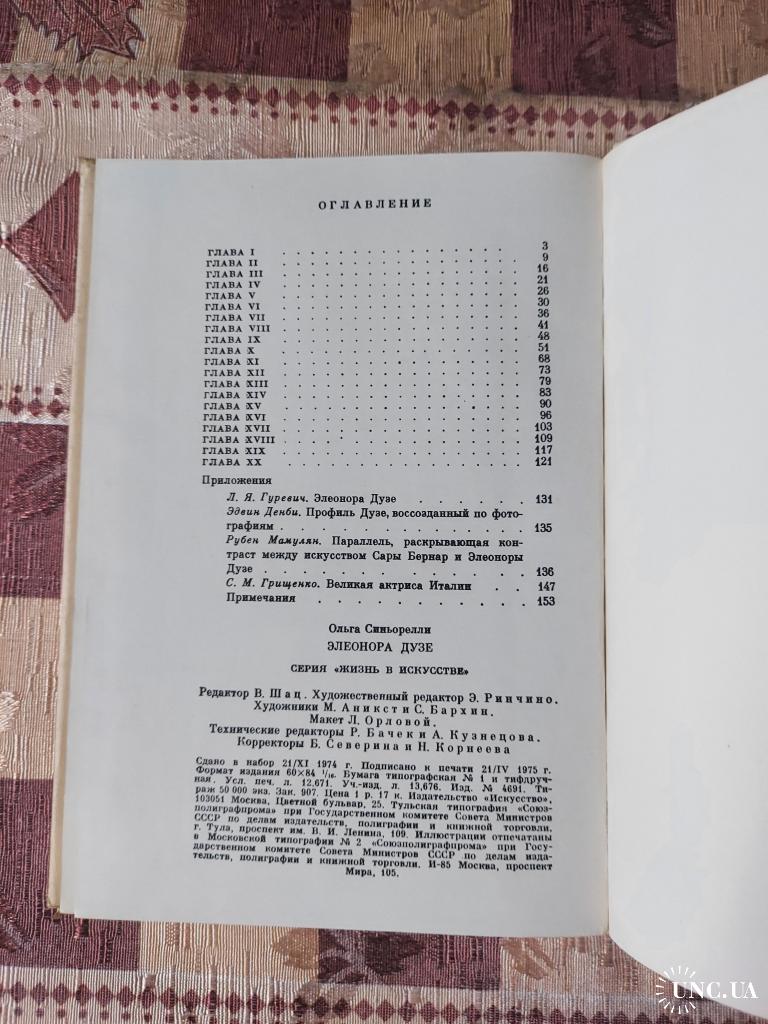 ОГЛАВЛЕНИЕ
ГЛАВА I . . . . . . . . . . . . . . . . 3
ГЛАВА II . . . . . . . . . . . . . . . . 9
ГЛАВА III . . . . . . . . . . . . . . . . 16
ГЛАВА IV . . . . . . . . . . . . . . . . 21
ГЛАВА V . . . . . . . . . . . . . . . . 26
ГЛАВА VI . . . . . . . . . . . . . . . . 30
ГЛАВА VII . . . . . . . . . . . . . . . . 36
ГЛАВА VIII . . . . . . . . . . . . . . . . 41
ГЛАВА IX . . . . . . . . . . . . . . . . 48
ГЛАВА X . . . . . . . . . . . . . . . . 51
ГЛАВА XI . . . . . . . . . . . . . . . . 68
ГЛАВА XII . . . . . . . . . . . . . . . . 73
ГЛАВА XIII . . . . . . . . . . . . . . . . 79
ГЛАВА XIV . . . . . . . . . . . . . . . . 83
ГЛАВА XV . . . . . . . . . . . . . . . . 90
ГЛАВА XVI . . . . . . . . . . . . . . . . 96
ГЛАВА XVII . . . . . . . . . . . . . . . . 103
ГЛАВА XVIII . . . . . . . . . . . . . . . . 109
ГЛАВА XIX . . . . . . . . . . . . . . . . 117
ГЛАВА XX . . . . . . . . . . . . . . . . 121
Приложения
Л. Я. Гуревич. Элеонора Дузе . . . . . . 131
Эдвин Денби. Профиль Дузе, воссозданный по фото-
графиям . . . . . . . . . . . . . . 135
Рубен Мамулян. Параллель, раскрывающая кон-
траст между искусством Сары Бернар и Элеоноры
Дузе . . . . . . . . . . . . . . 136
С. М. Грищенко. Великая актриса Италии . . 147
Примечания . . . . . . . . . . . 153
Ольга Синьорелли
ЭЛЕОНОРА ДУЗЕ
СЕРИЯ «ЖИЗНЬ В ИСКУССТВЕ»
Редактор В. Шац. Художественный редактор Э. Ринчино.
Художники М. Аникст и С. Бархин.
Макет Л. Орловой.
Технические редакторы Р. Бачек и А. Кузнецова.
Корректоры Б. Северина и Н. Корнеева
Сдано в набор 21/XI 1974 г. Подписано к печати 21/IV 1975 г.
Формат издания 60×84 1/16. Бумага типографская № 1 и тифдруч-
ная. Усл. печ. л. 12,671. Уч.-изд. л. 13,676. Изд. № 4691. Ти-
раж 50 000 экз. Зак. 907. Цена 1 р. 17 к. Издательство «Искусство»,
103051 Москва, Цветной бульвар, 25. Тульская типография «Союз-
полиграфпрома» при Государственном комитете Совета Министров
СССР по делам издательств, полиграфии и книжной торговли.
г. Тула, проспект им. В. И. Ленина, 109. Иллюстрации отпечатаны
в Московской типографии № 2 «Союзполиграфпрома» при Госу-
дарственном комитете Совета Министров СССР по делам изда-
тельств, полиграфии и книжной торговли. И-85 Москва, проспект
Мира, 105.
UNC.UA